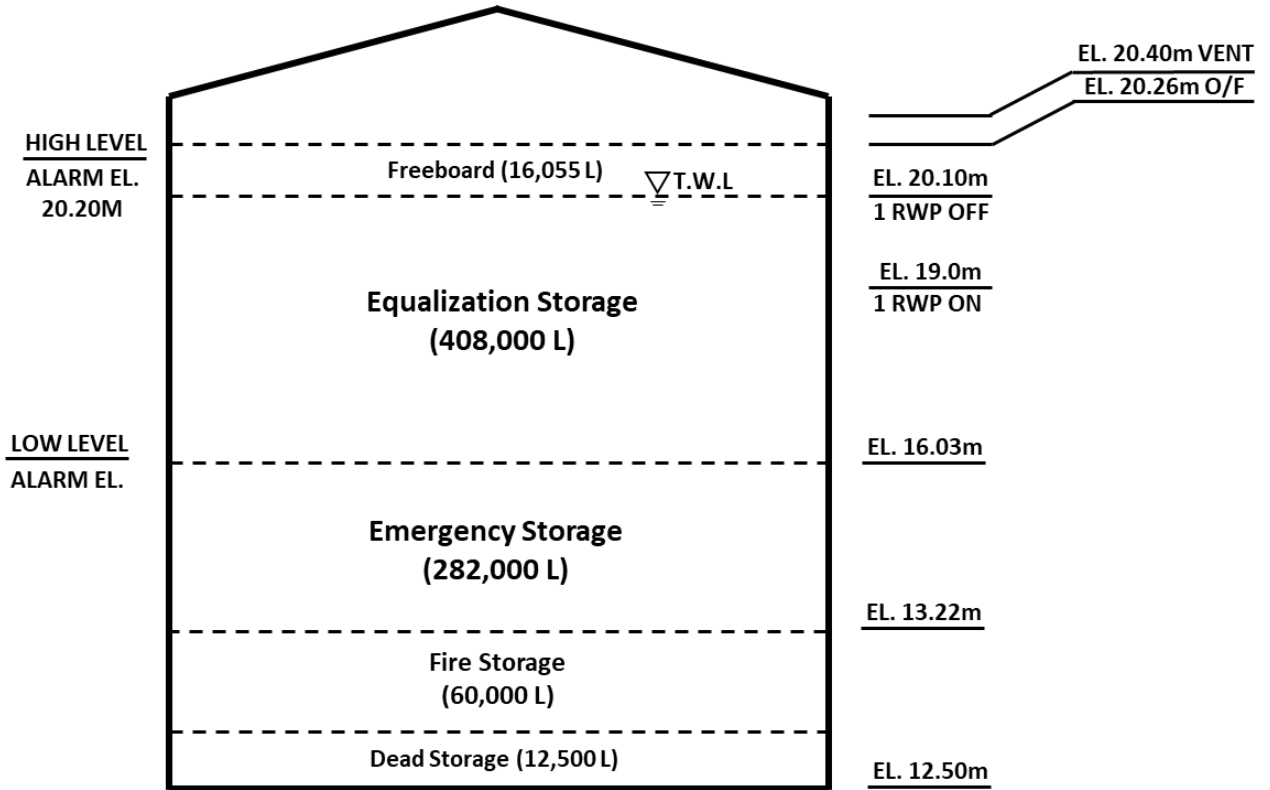 EL. 20.40m VENT
EL. 20.26m O/F
HIGH LEVEL
ALARM EL.
20.20M
Freeboard (16,055 L)
T.W.L
EL. 20.10m
1 RWP OFF
EL. 19.0m
1 RWP ON
Equalization Storage
(408,000 L)
LOW LEVEL
ALARM EL.
EL. 16.03m
Emergency Storage
(282,000 L)
EL. 13.22m
Fire Storage
(60,000 L)
Dead Storage (12,500 L)
EL. 12.50m